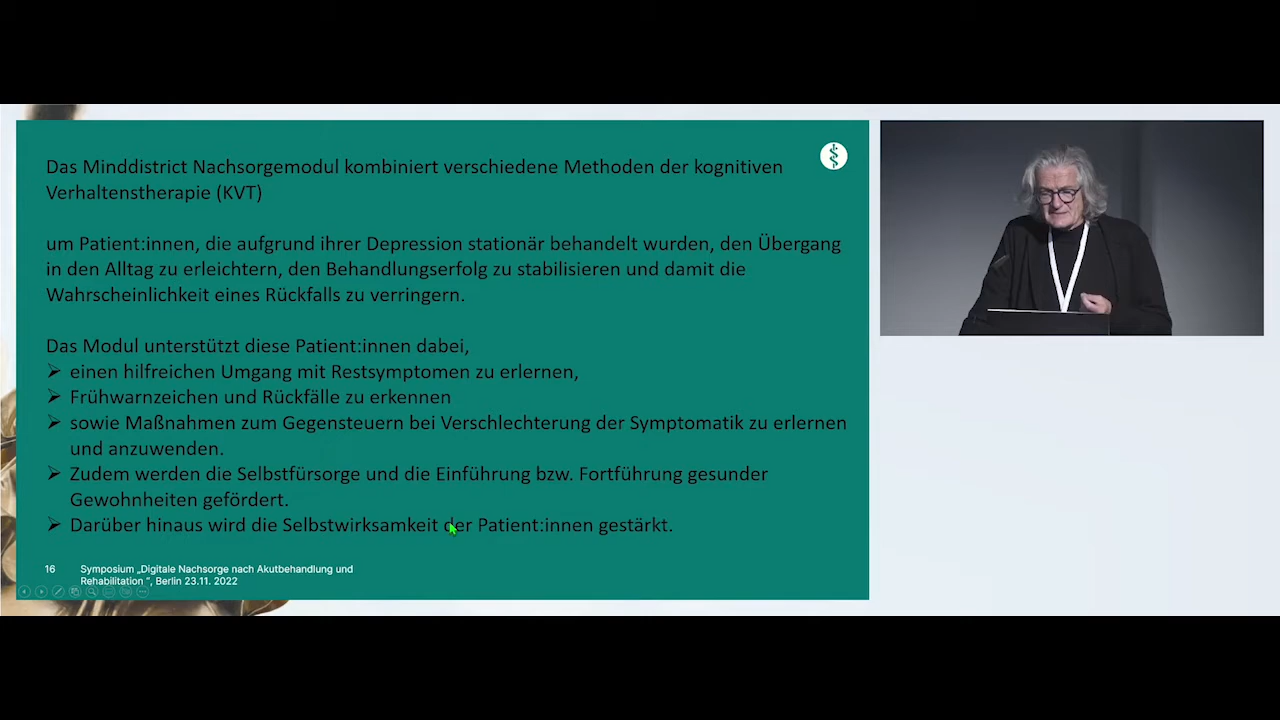 Das Minddistrict Nachsorgemodul kombiniert verschiedene Methoden der kognitiven
Verhaltenstherapie (KVT)
um Patient:innen, die aufgrund ihrer Depression stationär behandelt wurden, den Übergang
in den Alltag zu erleichtern, den Behandlungserfolg zu stabilisieren und damit die
Wahrscheinlichkeit eines Rückfalls zu verringern.
Das Modul unterstützt diese Patient:innen dabei,
➢ einen hilfreichen Umgang mit Restsymptomen zu erlernen,
➢ Frühwarnzeichen und Rückfälle zu erkennen
➢ sowie Maßnahmen zum Gegensteuern bei Verschlechterung der Symptomatik zu erlernen
und anzuwenden.
➢ Zudem werden die Selbstfürsorge und die Einführung bzw. Fortführung gesunder
Gewohnheiten gefördert.
➢ Darüber hinaus wird die Selbstwirksamkeit der Patient:innen gestärkt.
16 Symposium „Digitale Nachsorge nach Akutbehandlung und
Rehabilitation “, Berlin 23.11. 2022